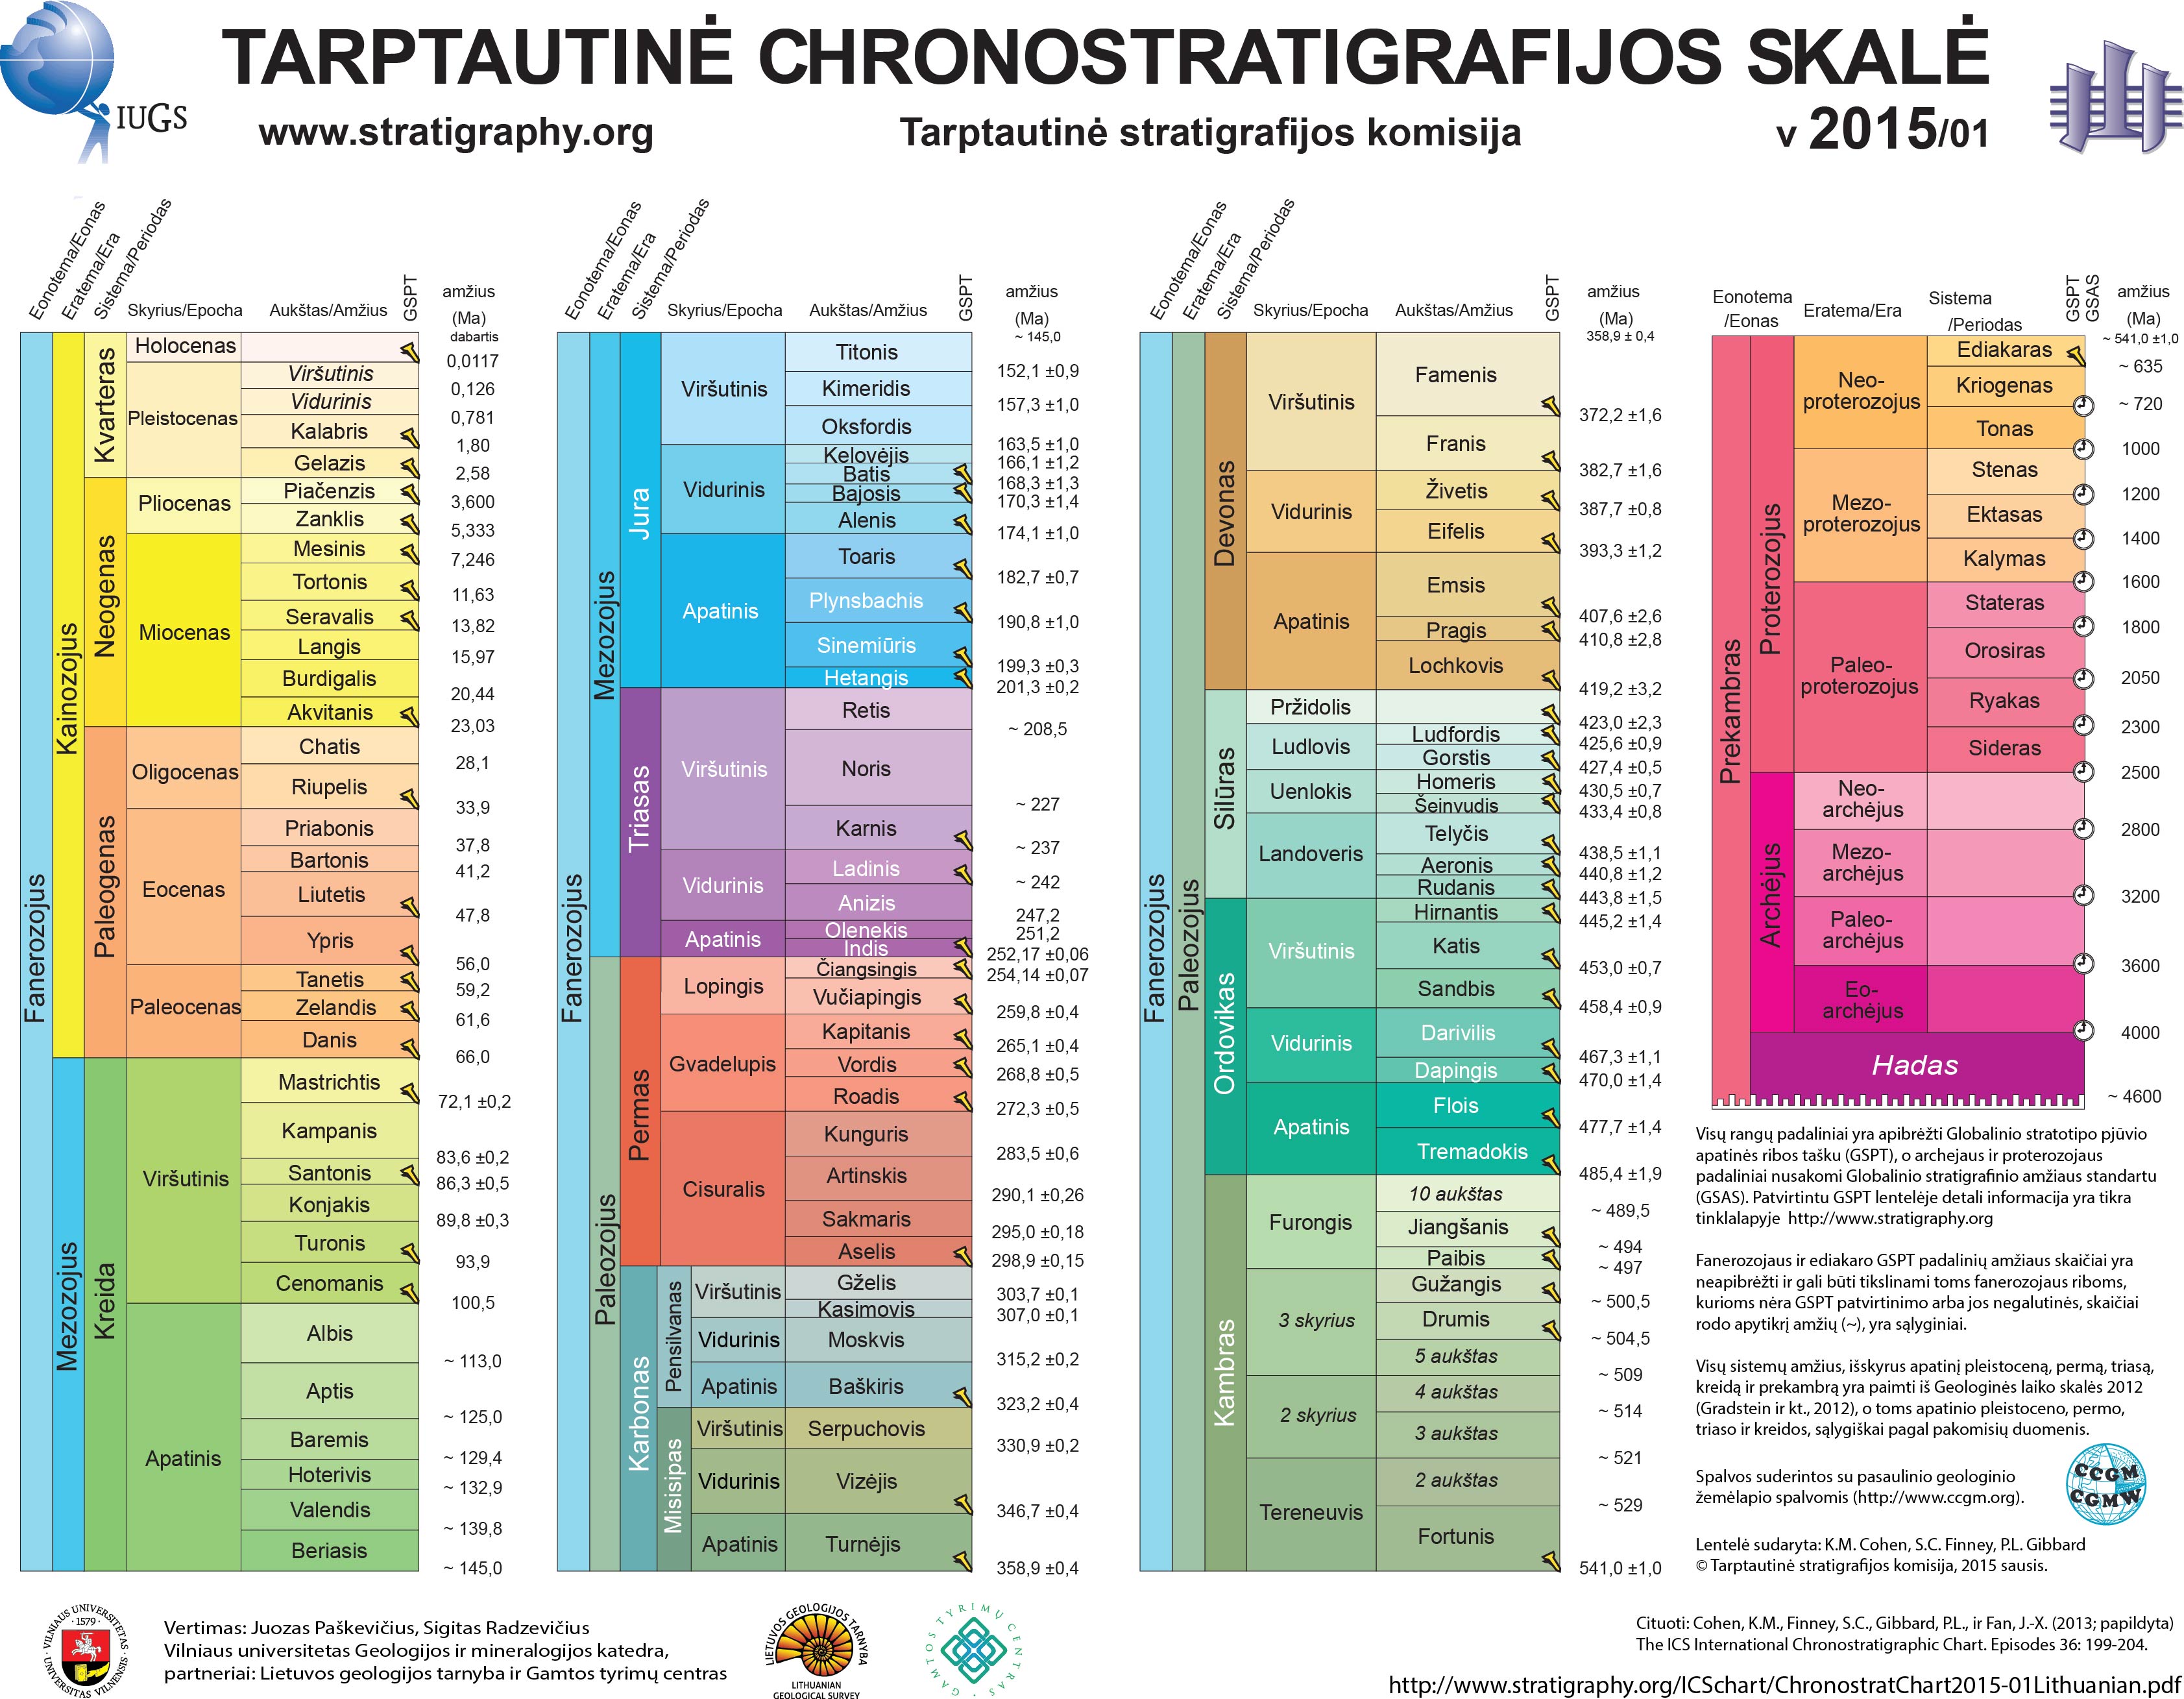 TARPTAUTINĖ CHRONOSTRATIGRAFIJOS SKALĖ
IUGS
www.stratigraphy.org
Tarptautinė stratigrafijos komisija
v 2015/01
Eonotema/Eonas
Eratema/Era
Sistema/Periodas
Skyrius/Epocha
Aukštas/Amžius
GSPT
amžius
(Ma)
dabartis
Fanerozojus
Kainozojus
Kvarteras
Holocenas
0,0117
Pleistocenas
Viršutinis
0,126
Vidurinis
0,781
Kalabris
1,80
Gelazis
2,58
Neogenas
Pliocenas
Piačenzis
3,600
Zanklis
5,333
Miocenas
Mesinis
7,246
Tortonis
11,63
Seravalis
13,82
Langis
15,97
Burdigalis
20,44
Akvitanis
23,03
Paleogenas
Oligocenas
Chatis
28,1
Riupelis
33,9
Eocenas
Priabonis
37,8
Bartonis
41,2
Liutetis
47,8
Ypris
56,0
Paleocenas
Tanetis
59,2
Zelandis
61,6
Danis
66,0
Mezozojus
Kreida
Viršutinis
Mastrichtis
72,1 ±0,2
Kampanis
83,6 ±0,2
Santonis
86,3 ±0,5
Konjakis
89,8 ±0,3
Turonis
93,9
Cenomanis
100,5
Apatinis
Albis
~ 113,0
Aptis
~ 125,0
Baremis
~ 129,4
Hoterivis
~ 132,9
Valendis
~ 139,8
Beriasis
~ 145,0
Eonotema/Eonas
Eratema/Era
Sistema/Periodas
Skyrius/Epocha
Aukštas/Amžius
GSPT
amžius
(Ma)
~ 145,0
Fanerozojus
Mezozojus
Jura
Viršutinis
Titonis
152,1 ±0,9
Kimeridis
157,3 ±1,0
Oksfordis
163,5 ±1,0
Vidurinis
Kelovėjis
166,1 ±1,2
Batis
168,3 ±1,3
Bajosis
170,3 ±1,4
Alenis
174,1 ±1,0
Apatinis
Toaris
182,7 ±0,7
Plynsbachis
190,8 ±1,0
Sinemiūris
199,3 ±0,3
Hetangis
201,3 ±0,2
Triasas
Viršutinis
Retis
~ 208,5
Noris
~ 227
Karnis
~ 237
Vidurinis
Ladinis
~ 242
Anizis
247,2
Apatinis
Olenekis
251,2
Indis
252,17 ±0,06
Paleozojus
Permas
Lopingis
Čiangsingis
254,14 ±0,07
Vučiapingis
259,8 ±0,4
Gvadelupis
Kapitanis
265,1 ±0,4
Vordis
268,8 ±0,5
Roadis
272,3 ±0,5
Cisuralis
Kunguris
283,5 ±0,6
Artinskis
290,1 ±0,26
Sakmaris
295,0 ±0,18
Aselis
298,9 ±0,15
Karbonas
Pensilvanas
Viršutinis
Gželis
303,7 ±0,1
Kasimovis
307,0 ±0,1
Vidurinis
Moskvis
315,2 ±0,2
Apatinis
Baškiris
323,2 ±0,4
Misisipas
Viršutinis
Serpuchovis
330,9 ±0,2
Vidurinis
Vizėjis
346,7 ±0,4
Apatinis
Turnėjis
358,9 ±0,4
Eonotema/Eonas
Eratema/Era
Sistema/Periodas
Skyrius/Epocha
Aukštas/Amžius
GSPT
amžius
(Ma)
358,9 ± 0,4
Fanerozojus
Paleozojus
Devonas
Viršutinis
Famenis
372,2 ±1,6
Franis
382,7 ±1,6
Vidurinis
Živetis
387,7 ±0,8
Eifelis
393,3 ±1,2
Apatinis
Emsis
407,6 ±2,6
Pragis
410,8 ±2,8
Lochkovis
419,2 ±3,2
Silūras
Pržidolis
423,0 ±2,3
Ludlovis
Ludfordis
425,6 ±0,9
Gorstis
427,4 ±0,5
Uenlokis
Homeris
430,5 ±0,7
Šeinvudis
433,4 ±0,8
Landoveris
Telyčis
438,5 ±1,1
Aeronis
440,8 ±1,2
Rudanis
443,8 ±1,5
Ordovikas
Viršutinis
Hirnantis
445,2 ±1,4
Katis
453,0 ±0,7
Sandbis
458,4 ±0,9
Vidurinis
Darivilis
467,3 ±1,1
Dapingis
470,0 ±1,4
Apatinis
Flois
477,7 ±1,4
Tremadokis
485,4 ±1,9
Kambras
Furongis
10 aukštas
~ 489,5
Jiangšanis
~ 494
Paibis
~ 497
3 skyrius
Gužangis
~ 500,5
Drumis
~ 504,5
5 aukštas
~ 509
2 skyrius
4 aukštas
~ 514
3 aukštas
~ 521
Tereneuvis
2 aukštas
~ 529
Fortunis
541,0 ±1,0
Eonotema
/Eonas
Eratema/Era
Sistema
/Periodas
GSPT
GSAS
amžius
(Ma)
~ 541,0 ±1,0
Prekambras
Proterozojus
Neo-
proterozojus
Ediakaras
~ 635
Kriogenas
~ 720
Tonas
1000
Mezo-
proterozojus
Stenas
1200
Ektasas
1400
Kalymas
1600
Paleo-
proterozojus
Stateras
1800
Orosiras
2050
Ryakas
2300
Sideras
2500
Archėjus
Neo-
archėjus
2800
Mezo-
archėjus
3200
Paleo-
archėjus
3600
Eo-
archėjus
4000
Hadas
~ 4600
Visų rangų padaliniai yra apibrėžti Globalinio stratotipo pjūvio
apatinės ribos tašku (GSPT), o archejaus ir proterozojaus
padaliniai nusakomi Globalinio stratigrafinio amžiaus standartu
(GSAS). Patvirtintu GSPT lentelėje detali informacija yra tikra
tinklalapyje http://www.stratigraphy.org
Fanerozojaus ir ediakaro GSPT padalinių amžiaus skaičiai yra
neapibrėžti ir gali būti tikslinami toms fanerozojaus riboms,
kurioms nėra GSPT patvirtinimo arba jos negalutinės, skaičiai
rodo apytikrį amžių (~), yra sąlyginiai.
Visų sistemų amžius, išskyrus apatinį pleistoceną, permą, triasą,
kreidą ir prekambrą yra paimti iš Geologinės laiko skalės 2012
(Gradstein ir kt., 2012), o toms apatinio pleistoceno, permo,
triaso ir kreidos, sąlygiškai pagal pakomisių duomenis.
Spalvos suderintos su pasaulinio geologinio
žemėlapio spalvomis (http://www.ccgm.org).
CCGM
CGMW
Lentelė sudaryta: K.M. Cohen, S.C. Finney, P.L. Gibbard
© Tarptautinė stratigrafijos komisija, 2015 sausis.
VILNIAUS UNIVERSITETAS
· 1579 ·
UNIVERSITAS VILNENSIS
Vertimas: Juozas Paškevičius, Sigitas Radzevičius
Vilniaus universitetas Geologijos ir mineralogijos katedra,
partneriai: Lietuvos geologijos tarnyba ir Gamtos tyrimų centras
LIETUVOS GEOLOGIJOS TARNYBA
LITHUANIAN
GEOLOGICAL SURVEY
GAMTOS TYRIMŲ CENTRAS
Cituoti: Cohen, K.M., Finney, S.C., Gibbard, P.L., ir Fan, J.-X. (2013; papildyta)
The ICS International Chronostratigraphic Chart. Episodes 36: 199-204.
http://www.stratigraphy.org/ICSchart/ChronostratChart2015-01Lithuanian.pdf